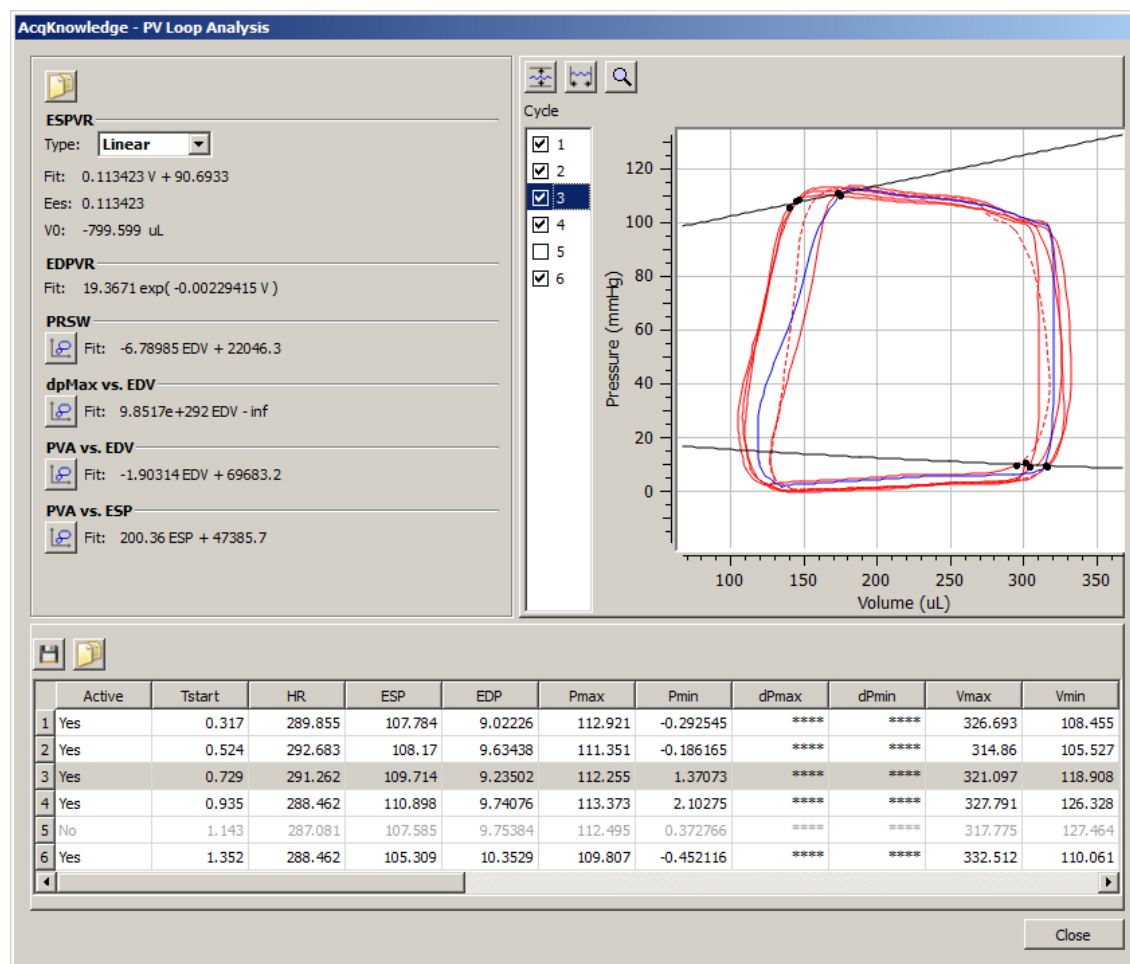 AcqKnowledge - PV Loop Analysis
ESPVR
Type: Linear
Fit: 0.113423 V + 90.6933
Ees: 0.113423
V0: -799.599 uL
EDPVR
Fit: 19.3671 exp( -0.00229415 V )
PRSW
Fit: -6.78985 EDV + 22046.3
dpMax vs. EDV
Fit: 9.8517e+292 EDV - inf
PVA vs. EDV
Fit: -1.90314 EDV + 69683.2
PVA vs. ESP
Fit: 200.36 ESP + 47385.7
Cycle
1
2
3
4
5
6
Pressure (mmHg)
120
100
80
60
40
20
0
100 150 200 250 300 350
Volume (uL)
Active Tstart HR ESP EDP Pmax Pmin dPmax dPmin Vmax Vmin
1 Yes 0.317 289.855 107.784 9.02226 112.921 -0.292545 **** **** 326.693 108.455
2 Yes 0.524 292.683 108.17 9.63438 111.351 -0.186165 **** **** 314.86 105.527
3 Yes 0.729 291.262 109.714 9.23502 112.255 1.37073 **** **** 321.097 118.908
4 Yes 0.935 288.462 110.898 9.74076 113.373 2.10275 **** **** 327.791 126.328
5 No 1.143 287.081 107.585 9.75384 112.495 0.372766 **** **** 317.775 127.464
6 Yes 1.352 288.462 105.309 10.3529 109.807 -0.452116 **** **** 332.512 110.061
Close